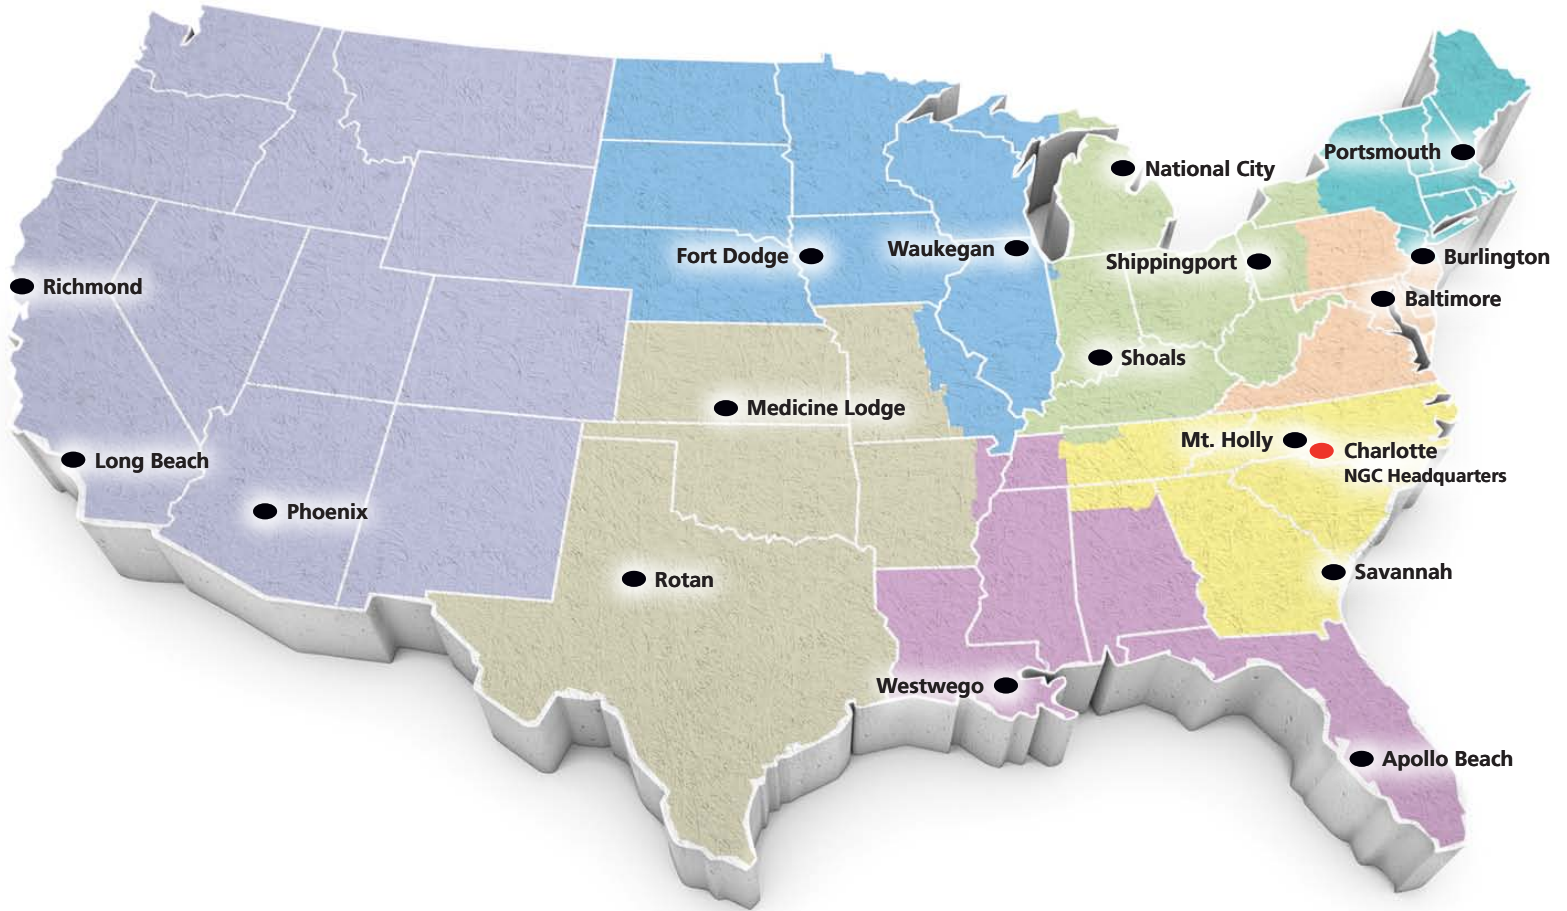 Portsmouth
National City
Waukegan
Fort Dodge
Shippingport
Burlington
Richmond
Baltimore
Shoals
Medicine Lodge
Mt. Holly
Charlotte
NGC Headquarters
Long Beach
Phoenix
Savannah
Rotan
Westwego
Apollo Beach